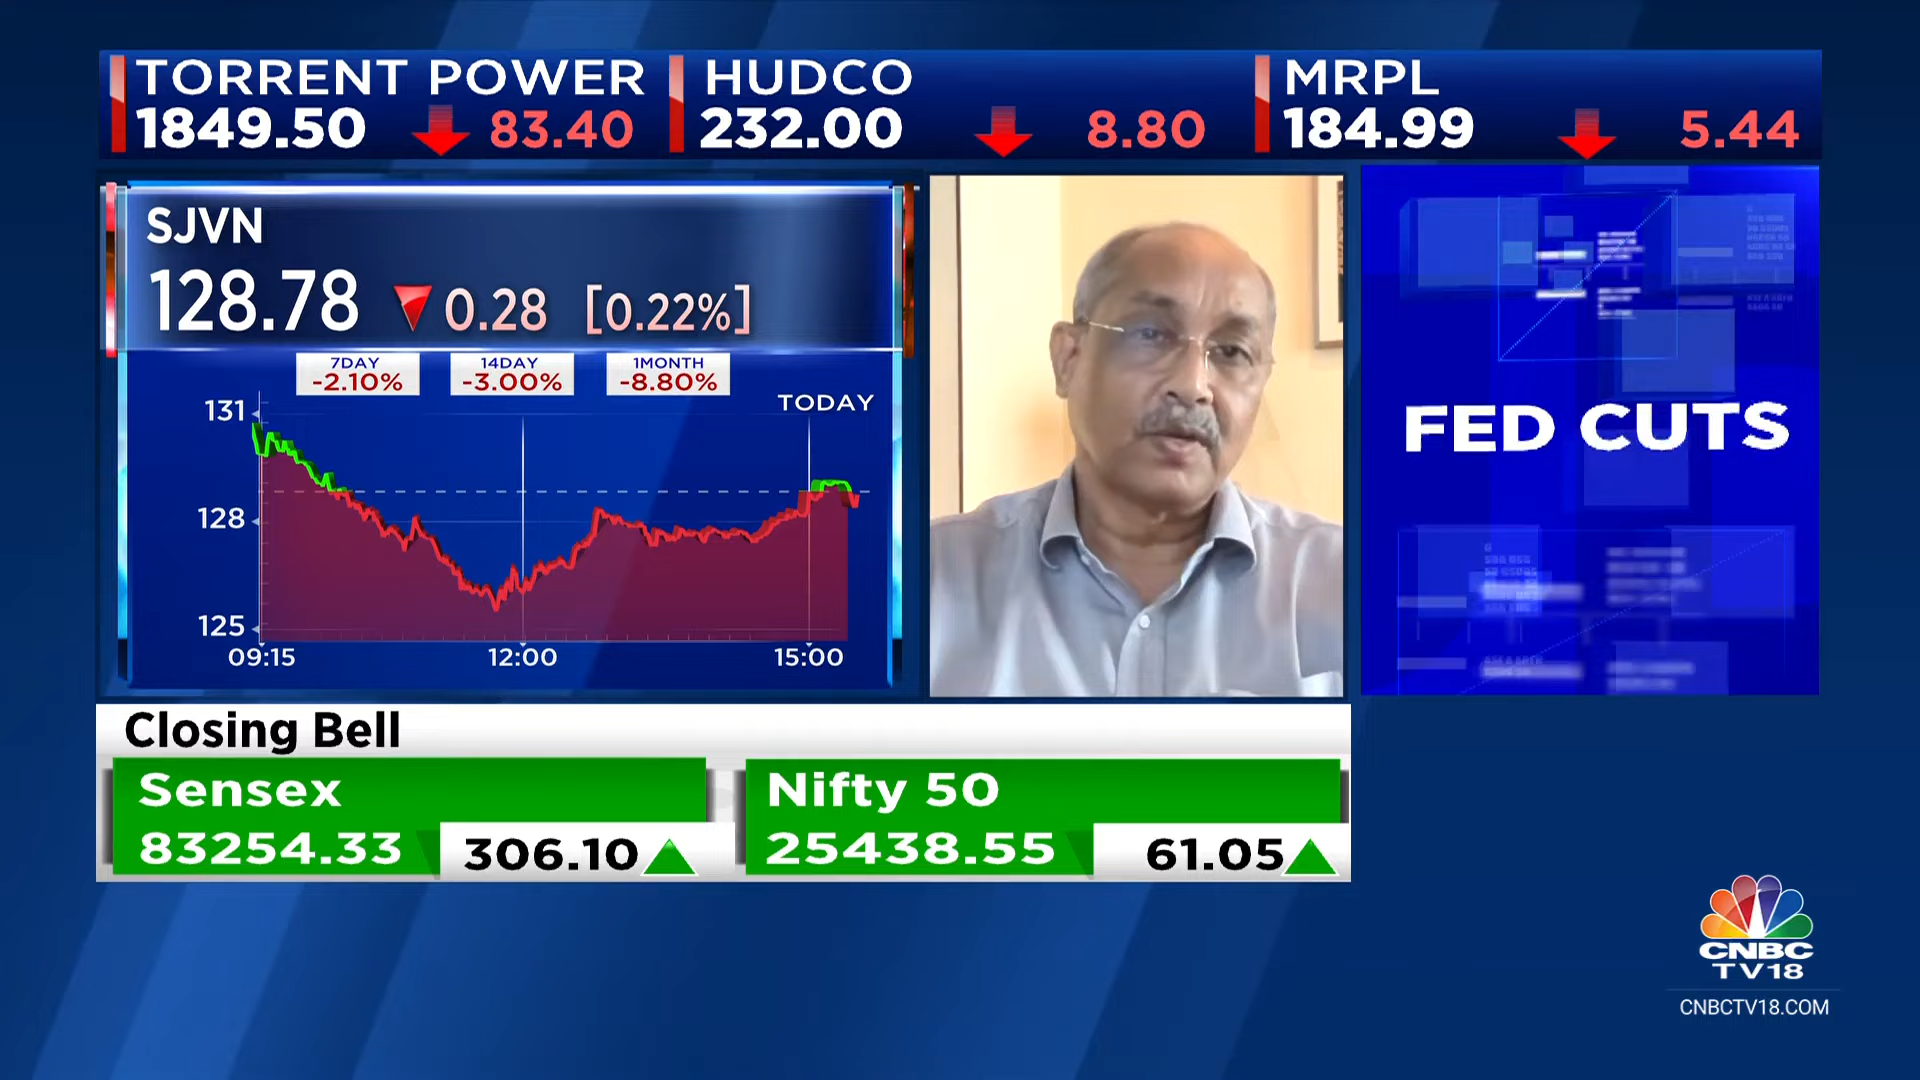 TORRENT POWER
1849.50 83.40
HUDCO
232.00 8.80
MRPL
184.99 5.44
SJVN
128.78 0.28 [0.22%]
7DAY
-2.10%
14DAY
-3.00%
1MONTH
-8.80%
TODAY
131
128
125
09:15 12:00 15:00
FED CUTS
Closing Bell
Sensex
83254.33 306.10
Nifty 50
25438.55 61.05
CNBC
TV18
CNBCTV18.COM